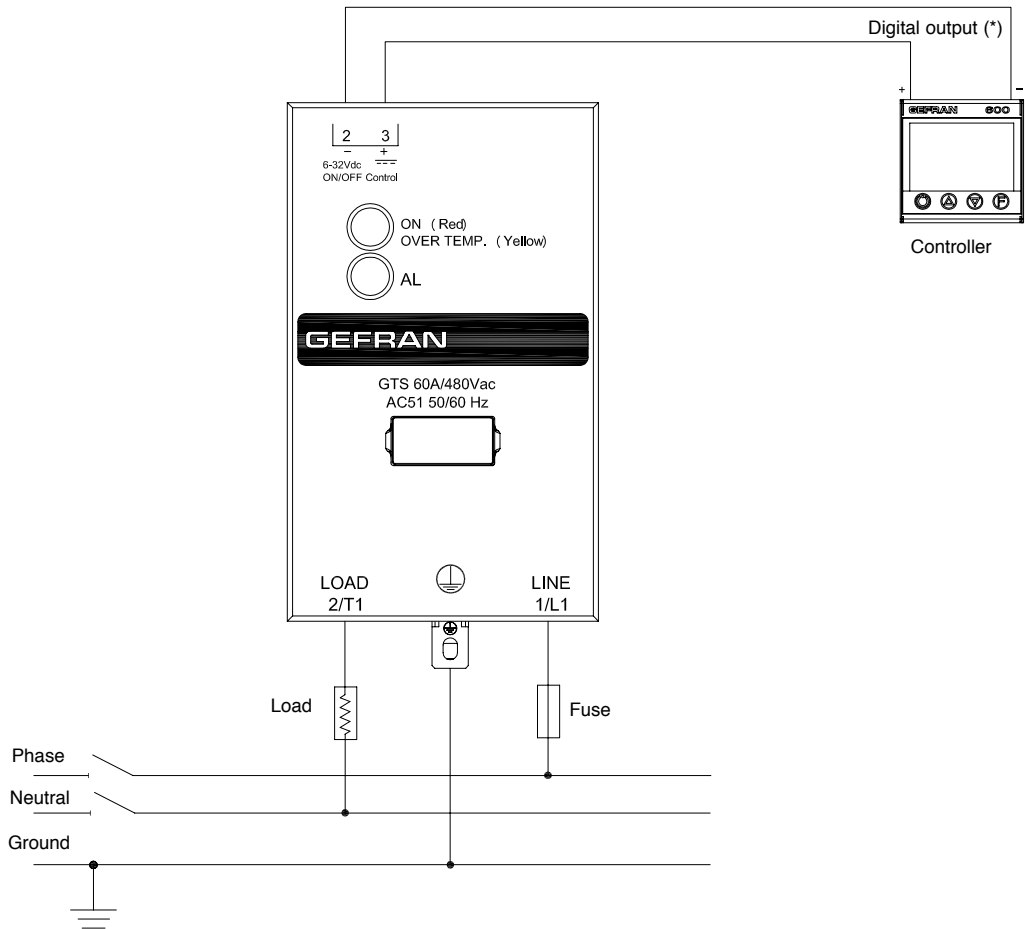 Digital output (*)
+ −
GEFRAN 600
F
Controller
2 3
− +
6-32Vdc
ON/OFF Control
ON (Red)
OVER TEMP. (Yellow)
AL
GEFRAN
GTS 60A/480Vac
AC51 50/60 Hz
LOAD
2/T1
LINE
1/L1
Load
Fuse
Phase
Neutral
Ground